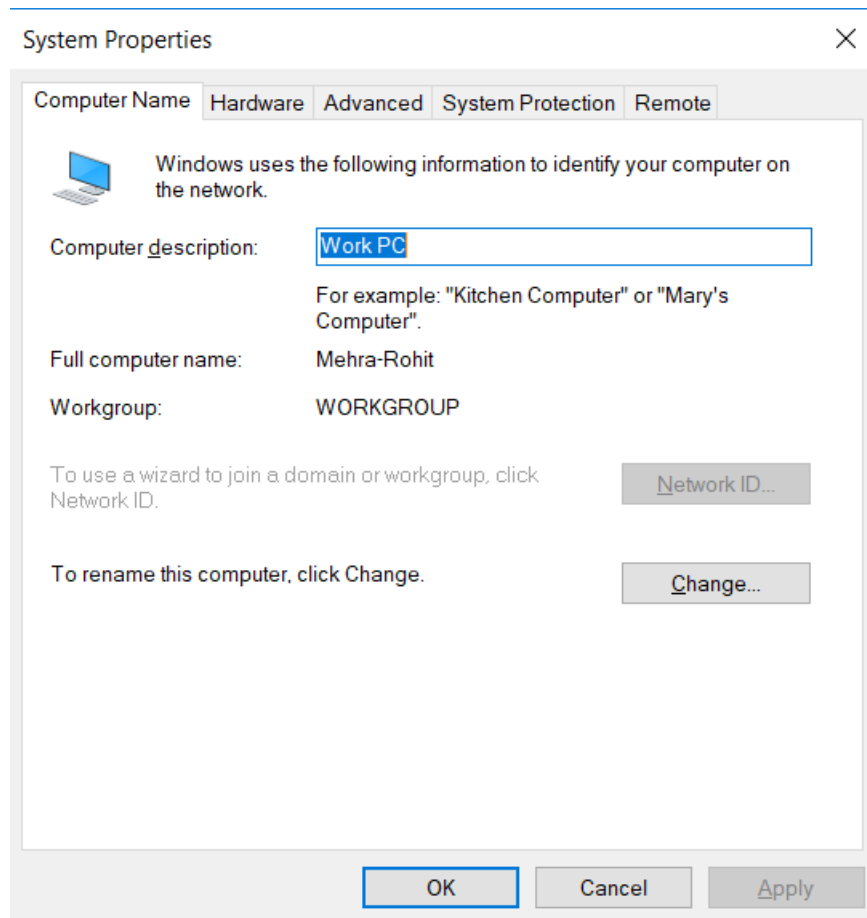 System Properties
Computer Name Hardware Advanced System Protection Remote
Windows uses the following information to identify your computer on
the network.
Computer description: Work PC
For example: "Kitchen Computer" or "Mary's
Computer".
Full computer name: Mehra-Rohit
Workgroup: WORKGROUP
To use a wizard to join a domain or workgroup, click
Network ID.
Network ID...
To rename this computer, click Change.
Change...
OK Cancel Apply